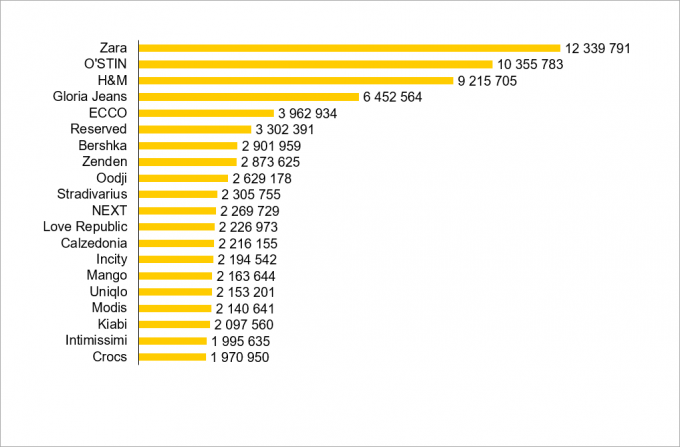 Zara 12 339 791
O'STIN 10 355 783
H&M 9 215 705
Gloria Jeans 6 452 564
ECCO 3 962 934
Reserved 3 302 391
Bershka 2 901 959
Zenden 2 873 625
Oodji 2 629 178
Stradivarius 2 305 755
NEXT 2 269 729
Love Republic 2 226 973
Calzedonia 2 216 155
Incity 2 194 542
Mango 2 163 644
Uniqlo 2 153 201
Modis 2 140 641
Kiabi 2 097 560
Intimissimi 1 995 635
Crocs 1 970 950